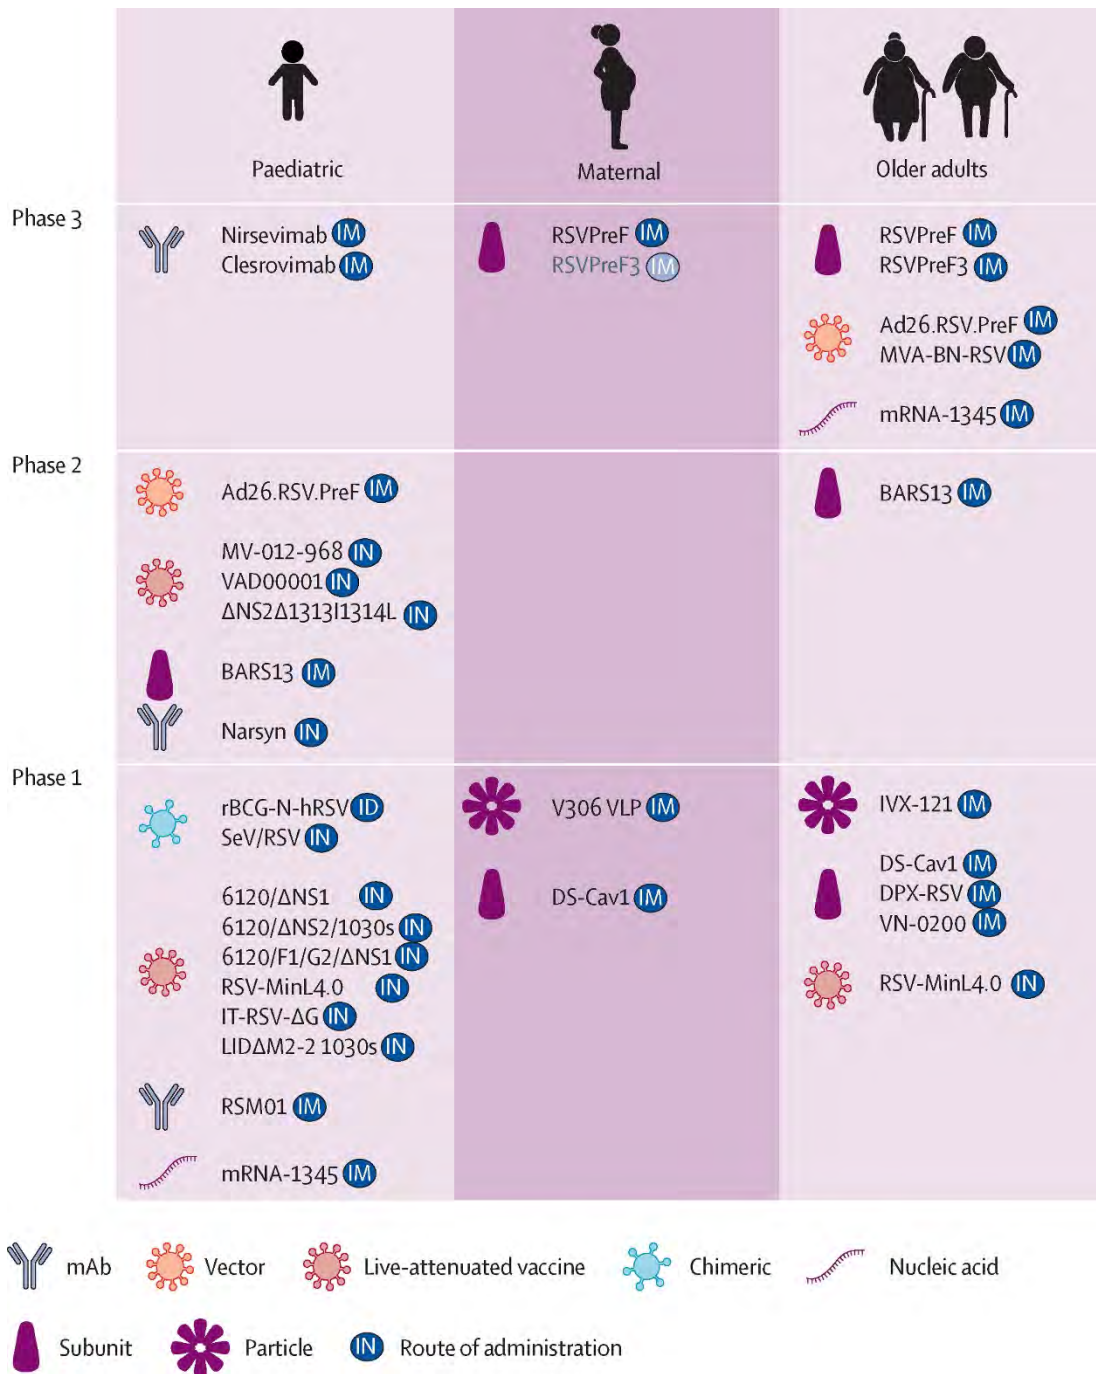 Paediatric
Maternal
Older adults
Phase 3
Nirsevimab IM
Clesrovimab IM
RSVPreF IM
RSVPreF3 IM
RSVPreF IM
RSVPreF3 IM
Ad26.RSV.PreF IM
MVA-BN-RSV IM
mRNA-1345 IM
Phase 2
Ad26.RSV.PreF IM
MV-012-968 IN
VAD00001 IN
ΔNS2Δ1313I1314L IN
BARS13 IM
Narsyn IN
BARS13 IM
Phase 1
rBCG-N-hRSV ID
SeV/RSV IN
6120/ΔNS1 IN
6120/ΔNS2/1030s IN
6120/F1/G2/ΔNS1 IN
RSV-MinL4.0 IN
IT-RSV-ΔG IN
LIDΔM2-2 1030s IN
RSM01 IM
mRNA-1345 IM
V306 VLP IM
DS-Cav1 IM
IVX-121 IM
DS-Cav1 IM
DPX-RSV IM
VN-0200 IM
RSV-MinL4.0 IN
mAb
Vector
Live-attenuated vaccine
Chimeric
Nucleic acid
Subunit
Particle
IN Route of administration